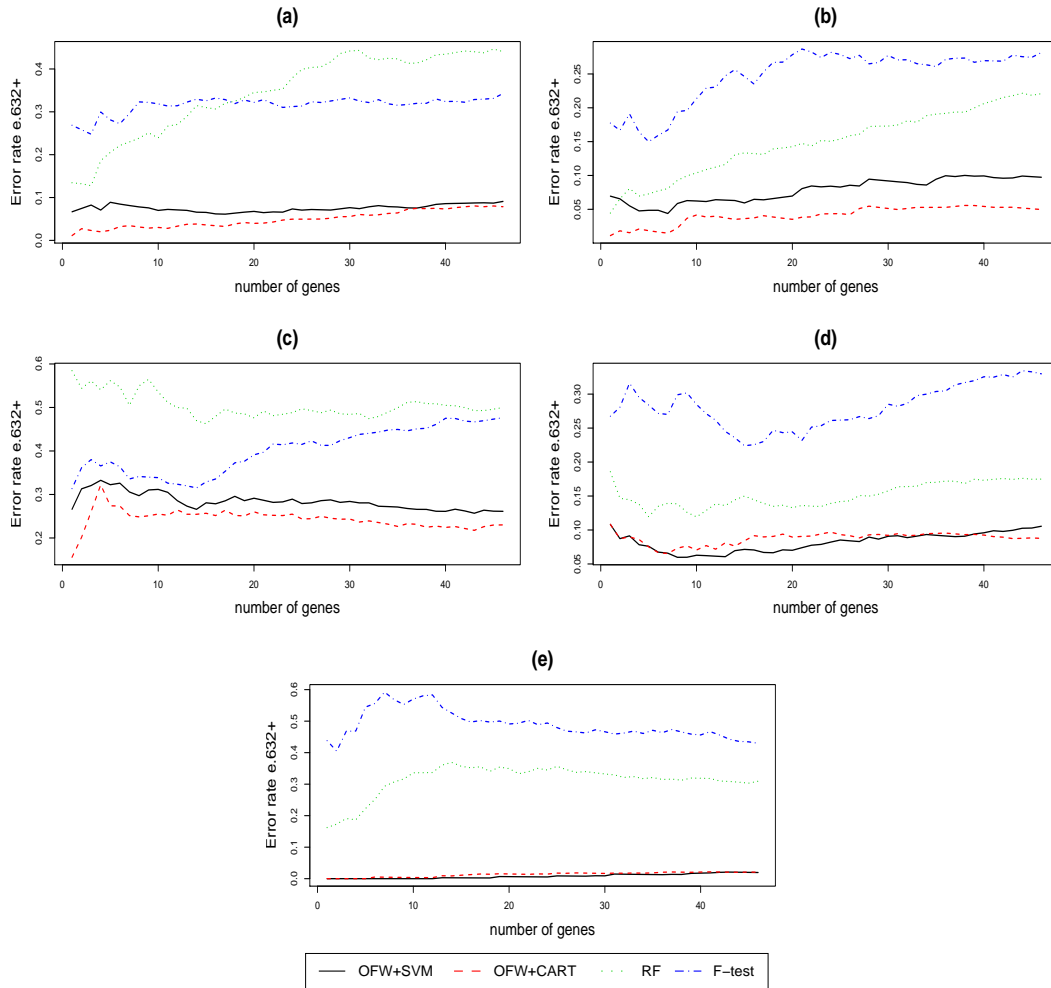 (a)
Error rate e.632+
0.0 0.1 0.2 0.3 0.4
0 10 20 30 40
number of genes
(b)
Error rate e.632+
0.05 0.10 0.15 0.20 0.25
0 10 20 30 40
number of genes
(c)
Error rate e.632+
0.2 0.3 0.4 0.5 0.6
0 10 20 30 40
number of genes
(d)
Error rate e.632+
0.05 0.10 0.15 0.20 0.25 0.30
0 10 20 30 40
number of genes
(e)
Error rate e.632+
0.0 0.1 0.2 0.3 0.4 0.5 0.6
0 10 20 30 40
number of genes
OFW+SVM OFW+CART RF F-test